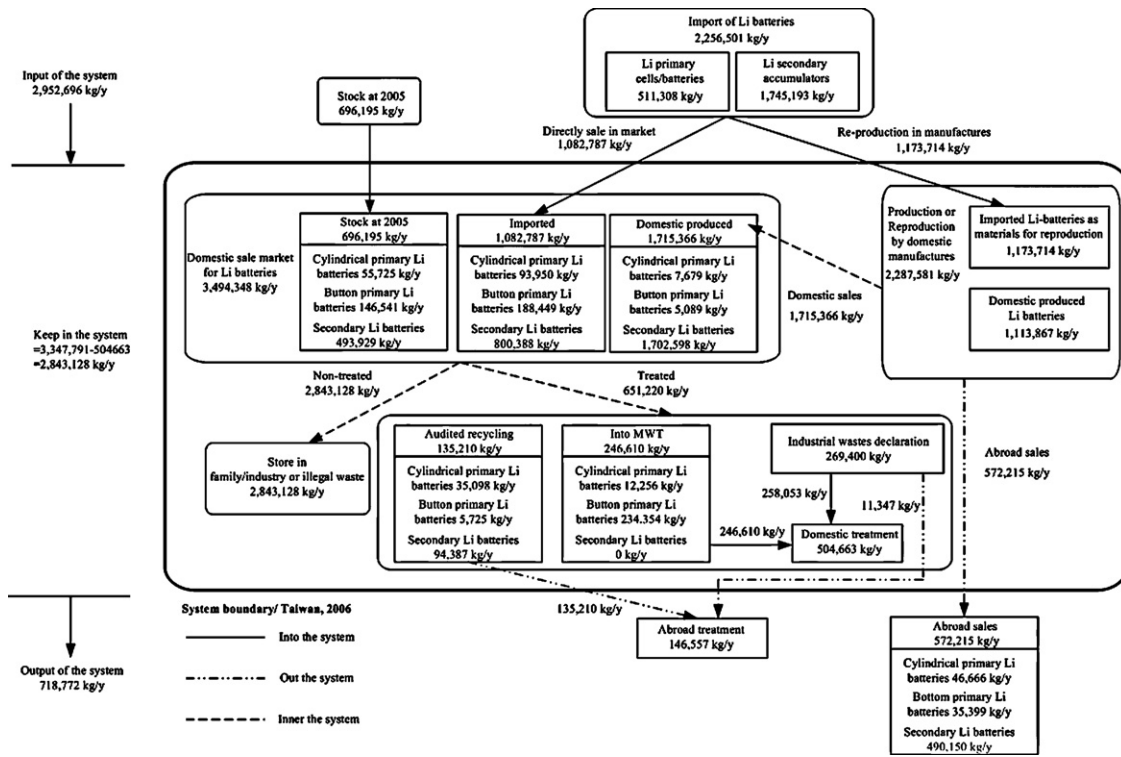 Import of Li batteries
2,256,501 kg/y
Li primary
cells/batteries
511,308 kg/y
Li secondary
accumulators
1,745,193 kg/y
Input of the system
2,952,696 kg/y
Stock at 2005
696,195 kg/y
Directly sale in market
1,082,787 kg/y
Re-production in manufactures
1,173,714 kg/y
Domestic sale market
for Li batteries
3,494,348 kg/y
Stock at 2005
696,195 kg/y
Cylindrical primary Li
batteries 55,725 kg/y
Button primary Li
batteries 146,541 kg/y
Secondary Li batteries
493,929 kg/y
Imported
1,082,787 kg/y
Cylindrical primary Li
batteries 93,950 kg/y
Button primary Li
batteries 188,449 kg/y
Secondary Li batteries
800,388 kg/y
Domestic produced
1,715,366 kg/y
Cylindrical primary Li
batteries 7,679 kg/y
Button primary Li
batteries 5,089 kg/y
Secondary Li batteries
1,702,598 kg/y
Domestic sales
1,715,366 kg/y
Production or
Reproduction
by domestic
manufactures
2,287,581 kg/y
Imported Li-batteries as
materials for reproduction
1,173,714 kg/y
Domestic produced
Li batteries
1,113,867 kg/y
Keep in the system
=3,347,791-504663
=2,843,128 kg/y
Non-treated
2,843,128 kg/y
Treated
651,220 kg/y
Store in
family/industry or illegal waste
2,843,128 kg/y
Audited recycling
135,210 kg/y
Cylindrical primary Li
batteries 35,098 kg/y
Button primary Li
batteries 5,725 kg/y
Secondary Li batteries
94,387 kg/y
Into MWT
246,610 kg/y
Cylindrical primary Li
batteries 12,256 kg/y
Button primary Li
batteries 234.354 kg/y
Secondary Li batteries
0 kg/y
Industrial wastes declaration
269,400 kg/y
258,053 kg/y
11,347 kg/y
246,610 kg/y
Domestic treatment
504,663 kg/y
Abroad sales
572,215 kg/y
System boundary/ Taiwan, 2006
Into the system
Out the system
Inner the system
135,210 kg/y
Abroad treatment
146,557 kg/y
Abroad sales
572,215 kg/y
Cylindrical primary Li
batteries 46,666 kg/y
Bottom primary Li
batteries 35,399 kg/y
Secondary Li batteries
490,150 kg/y
Output of the system
718,772 kg/y